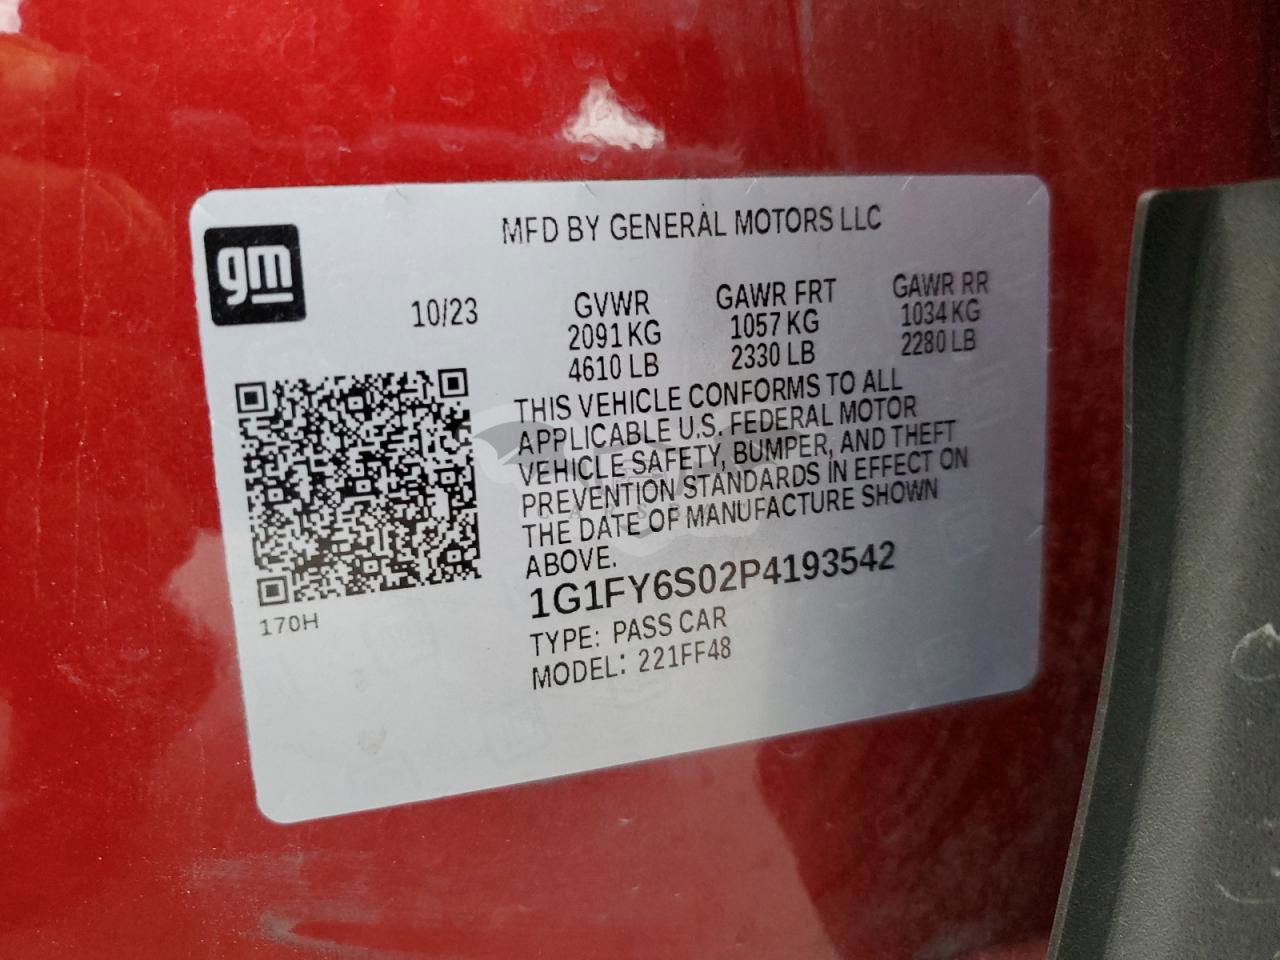 MFD BY GENERAL MOTORS LLC
gm
10/23
GVWR
2091 KG
4610 LB
GAWR FRT
1057 KG
2330 LB
GAWR RR
1034 KG
2280 LB
THIS VEHICLE CONFORMS TO ALL
APPLICABLE U.S. FEDERAL MOTOR
VEHICLE SAFETY, BUMPER, AND THEFT
PREVENTION STANDARDS IN EFFECT ON
THE DATE OF MANUFACTURE SHOWN
ABOVE.
1G1FY6S02P4193542
TYPE: PASS CAR
MODEL: 221FF48
170H